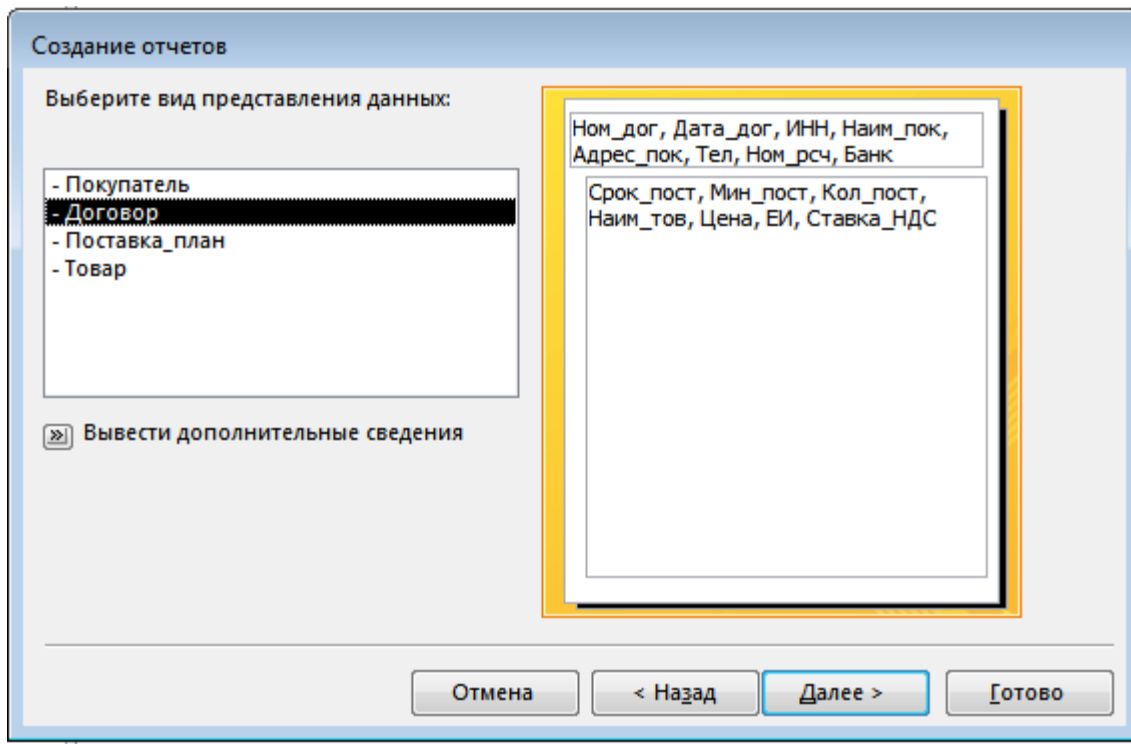 Создание отчетов
Выберите вид представления данных:
- Покупатель
- Договор
- Поставка_план
- Товар
Вывести дополнительные сведения
Ном_дог, Дата_дог, ИНН, Наим_пок,
Адрес_пок, Тел, Ном_рсч, Банк
Срок_пост, Мин_пост, Кол_пост,
Наим_тов, Цена, ЕИ, Ставка_НДС
Отмена
< Назад
Далее >
Готово